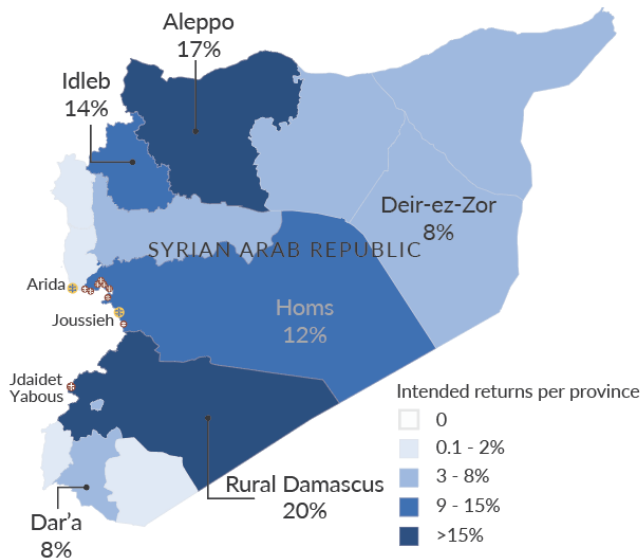 Aleppo
17%
Idleb
14%
Deir-ez-Zor
8%
SYRIAN ARAB REPUBLIC
Arida
Joussieh
Homs
12%
Jdaidet
Yabous
Rural Damascus
20%
Dar'a
8%
Intended returns per province
0
0.1 - 2%
3 - 8%
9 - 15%
>15%